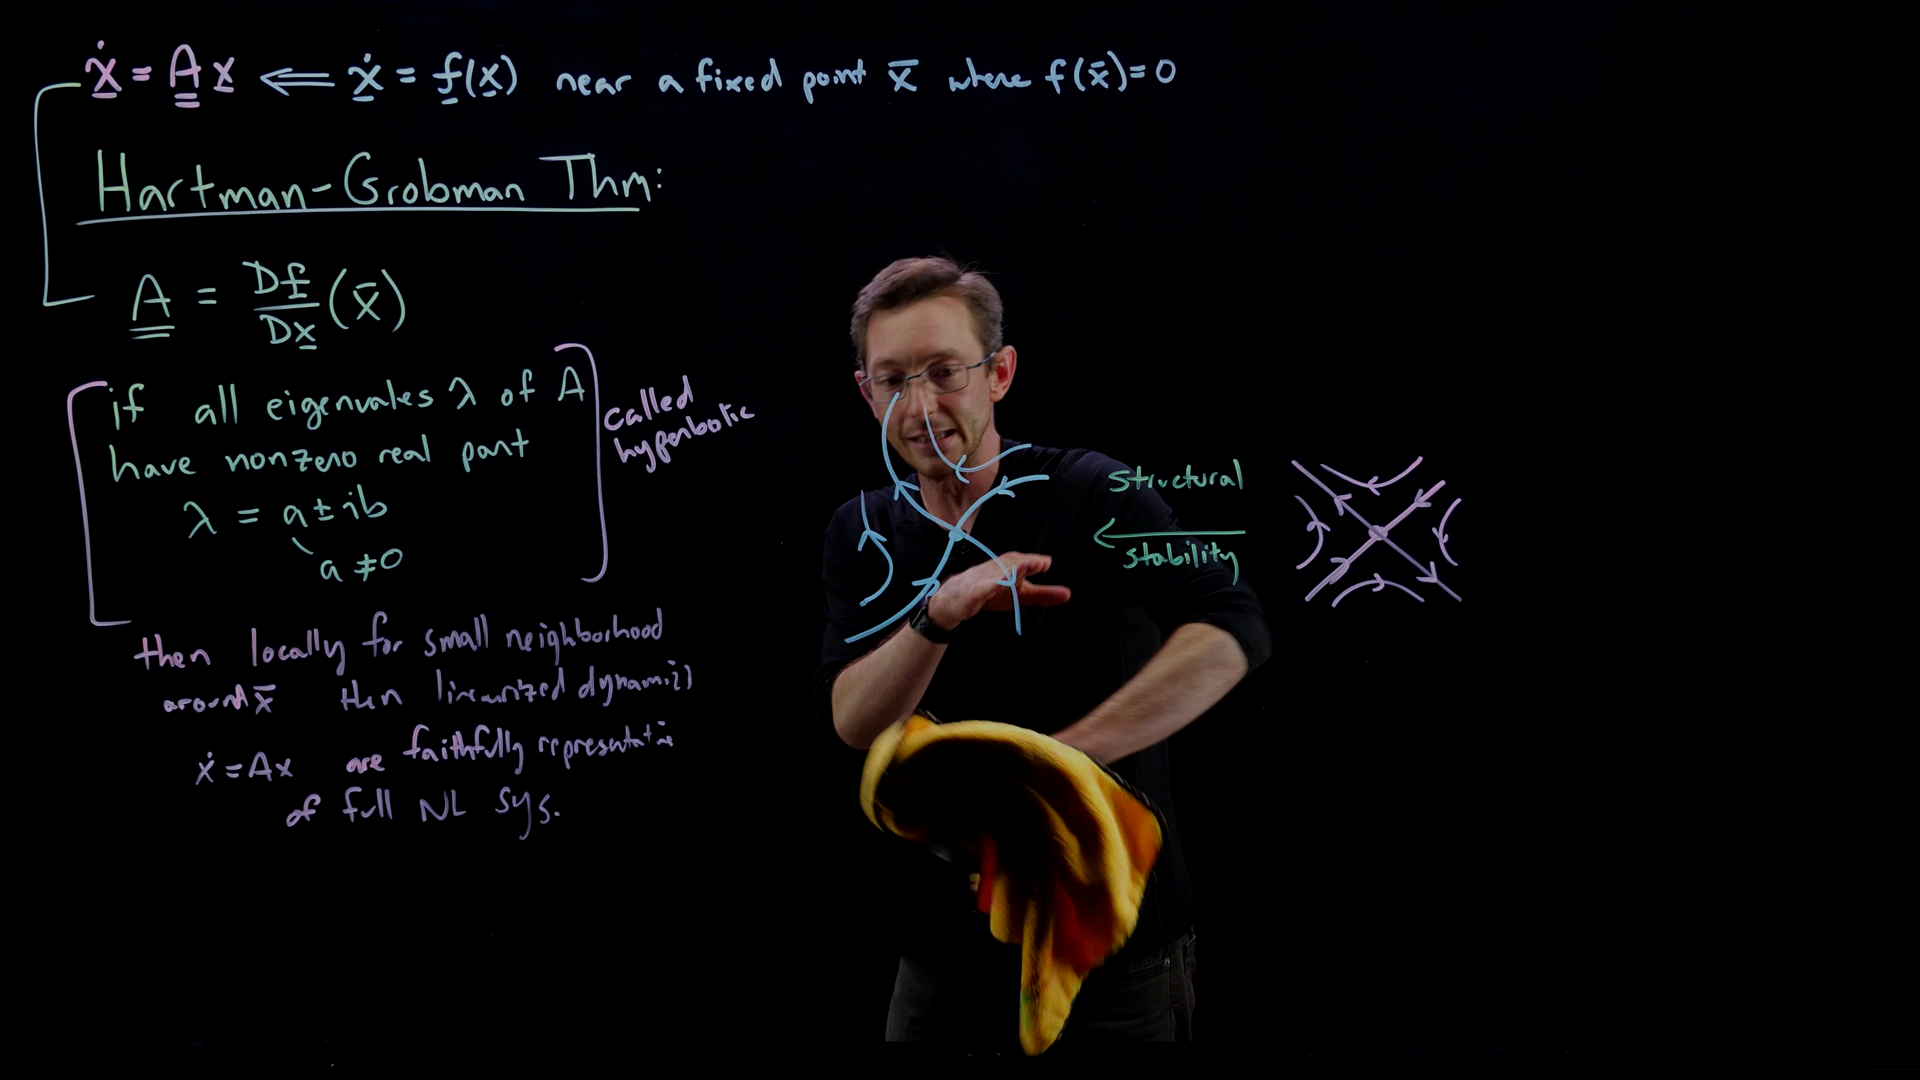 ẋ = A x ⟸ ẋ = f(x) near a fixed point x̄ where f(x̄)=0
Hartman-Grobman Thm:
A = Df/Dx (x̄)
if all eigenvales λ of A
have nonzero real part
λ = a ± ib
a ≠ 0
called
hyperbolic
then locally for small neighborhood
around x̄ then linearized dynamics
ẋ = Ax are faithfully representative
of full NL sys.
structural
stability